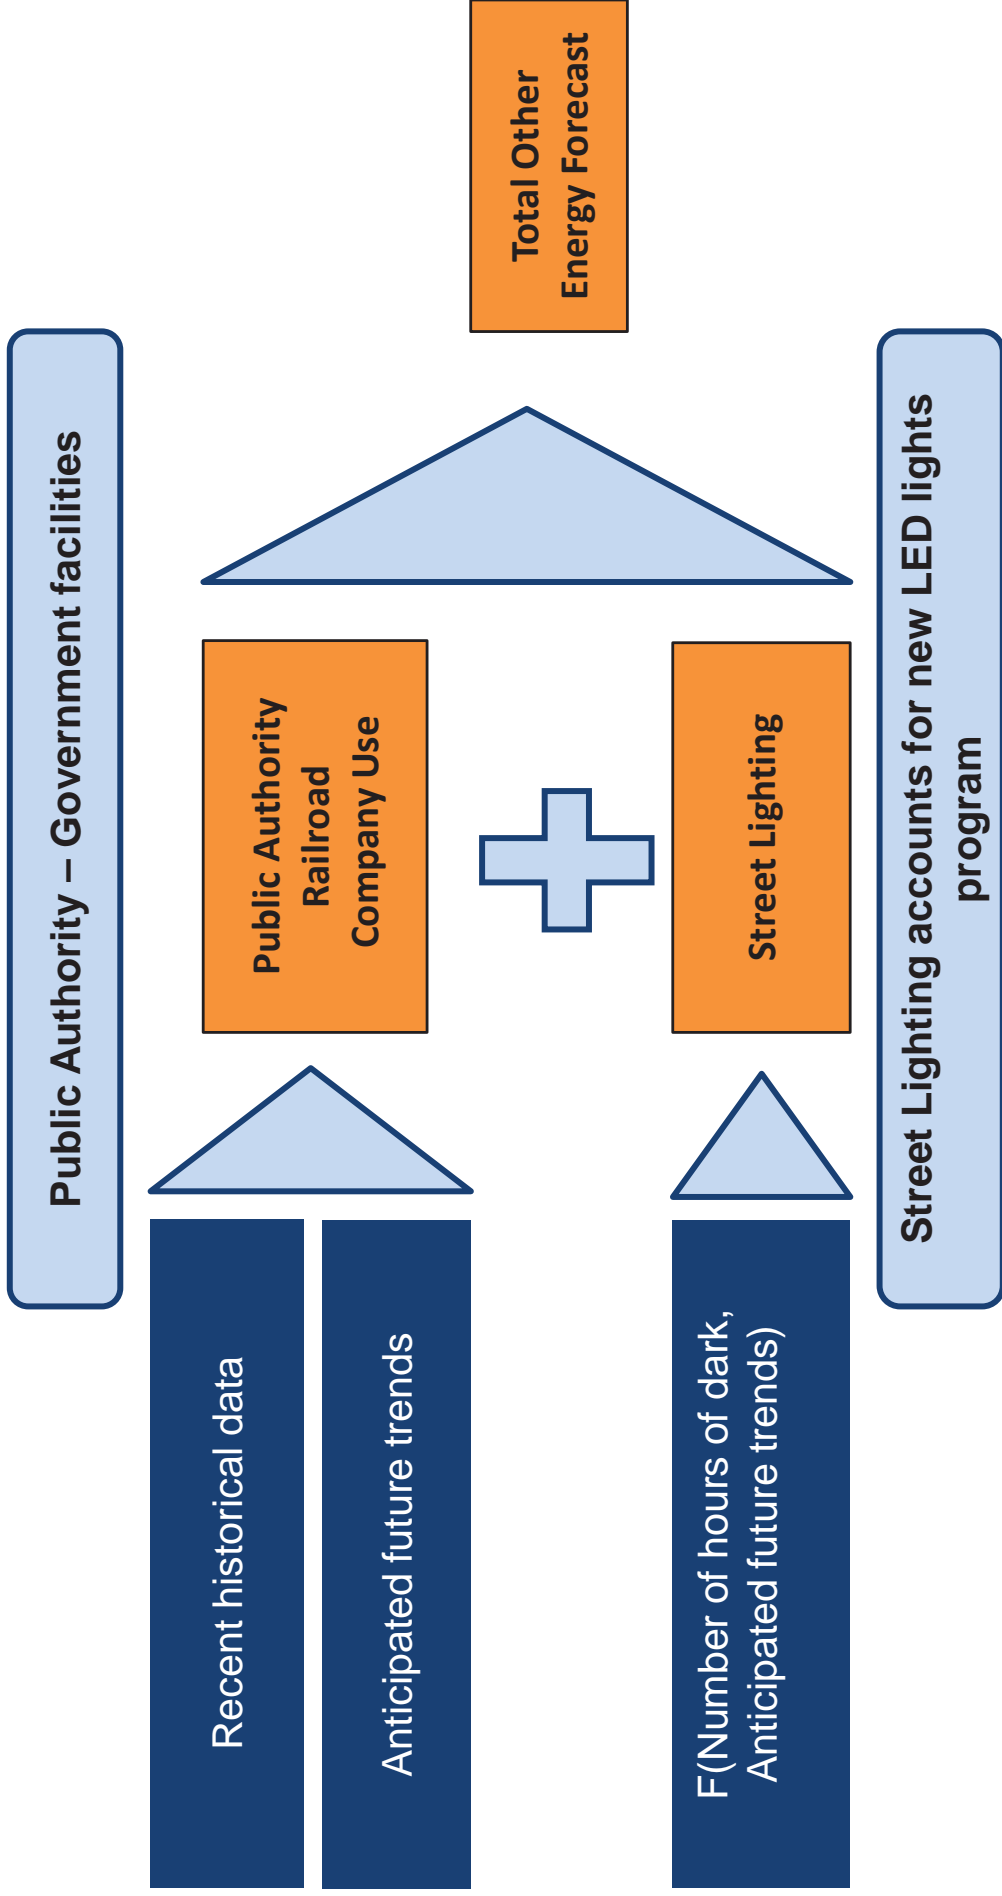 Public Authority – Government facilities
Recent historical data
Anticipated future trends
Public Authority
Railroad
Company Use
F(Number of hours of dark,
Anticipated future trends)
Street Lighting
Total Other
Energy Forecast
Street Lighting accounts for new LED lights
program